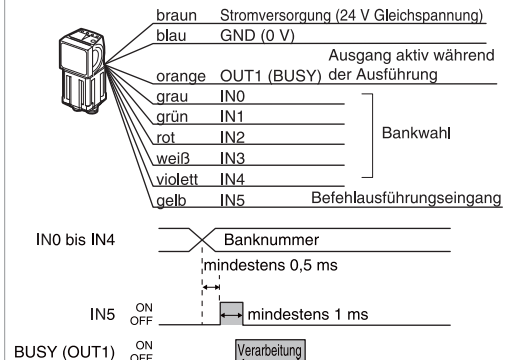 braun Stromversorgung (24 V Gleichspannung)
blau GND (0 V)
Ausgang aktiv während
orange OUT1 (BUSY) der Ausführung
grau IN0
grün IN1
rot IN2
Bankwahl
weiß IN3
violett IN4
gelb IN5 Befehlausführungseingang
IN0 bis IN4 Banknummer
mindestens 0,5 ms
IN5 ON
OFF
mindestens 1 ms
BUSY (OUT1) ON
OFF
Verarbeitung